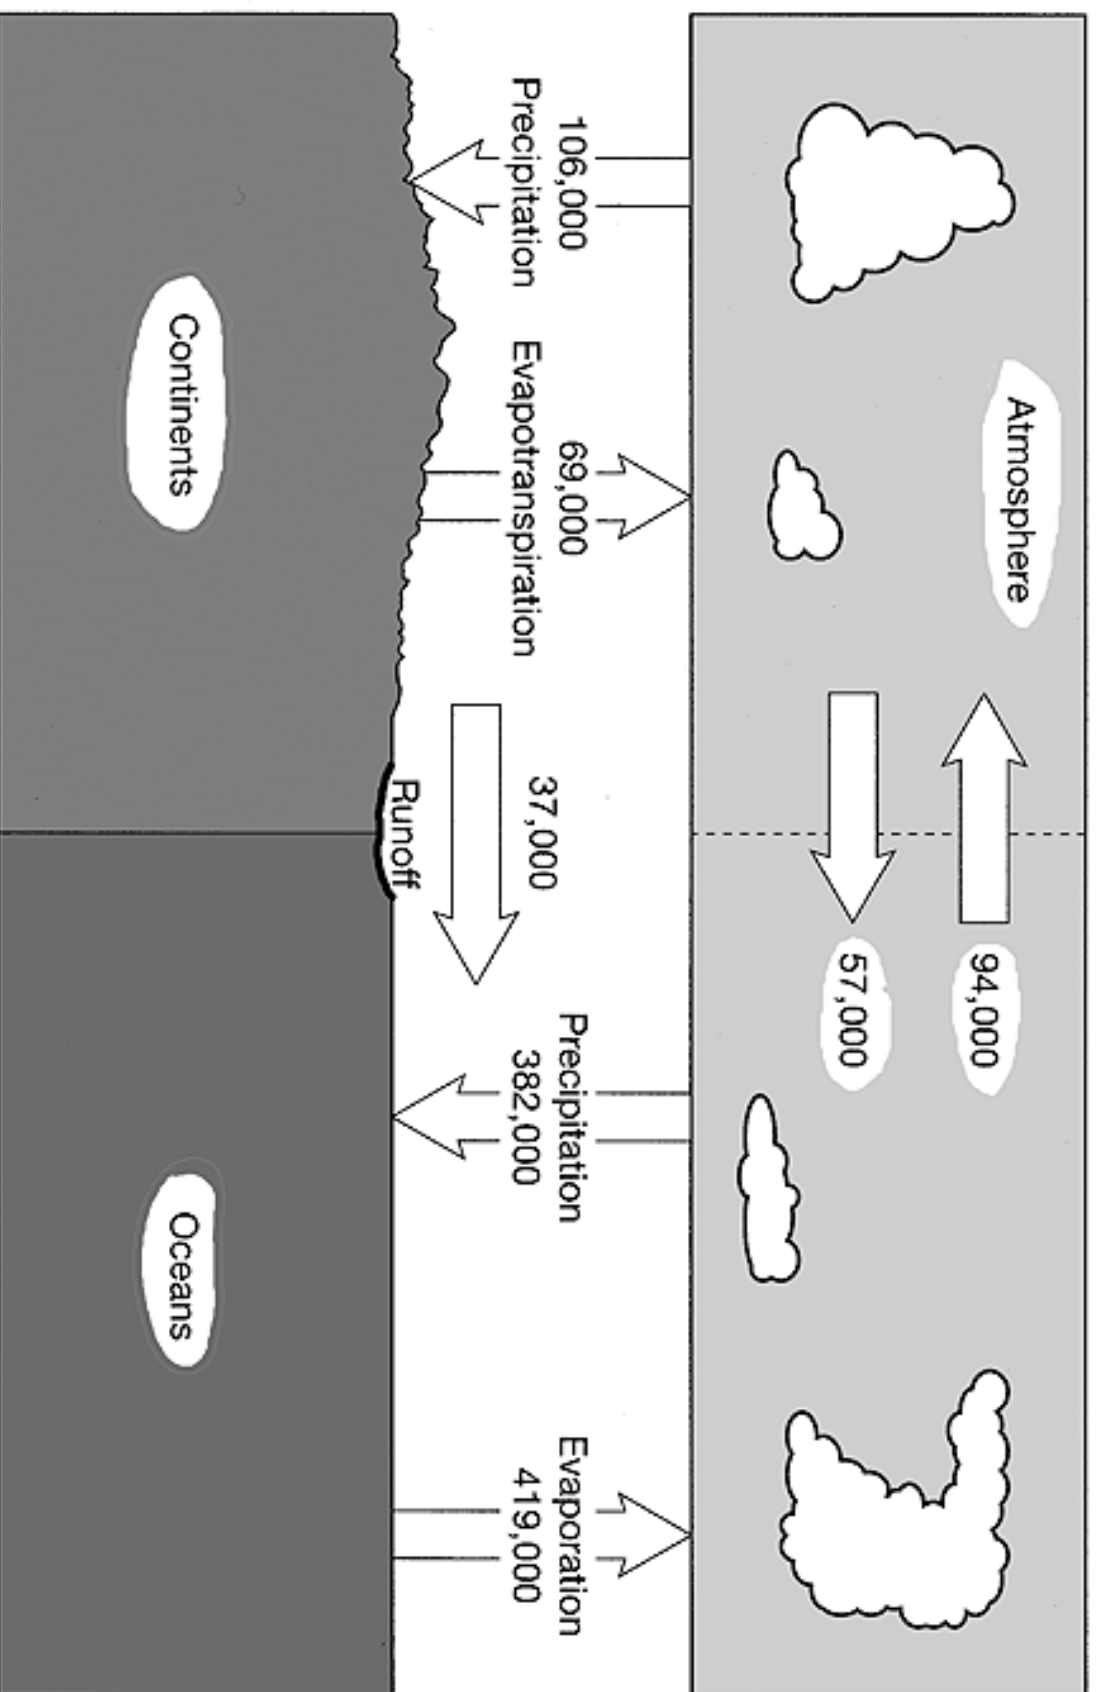 Atmosphere
94,000
57,000
106,000
Precipitation
69,000
Evapotranspiration
37,000
Runoff
Precipitation
382,000
Evaporation
419,000
Continents
Oceans